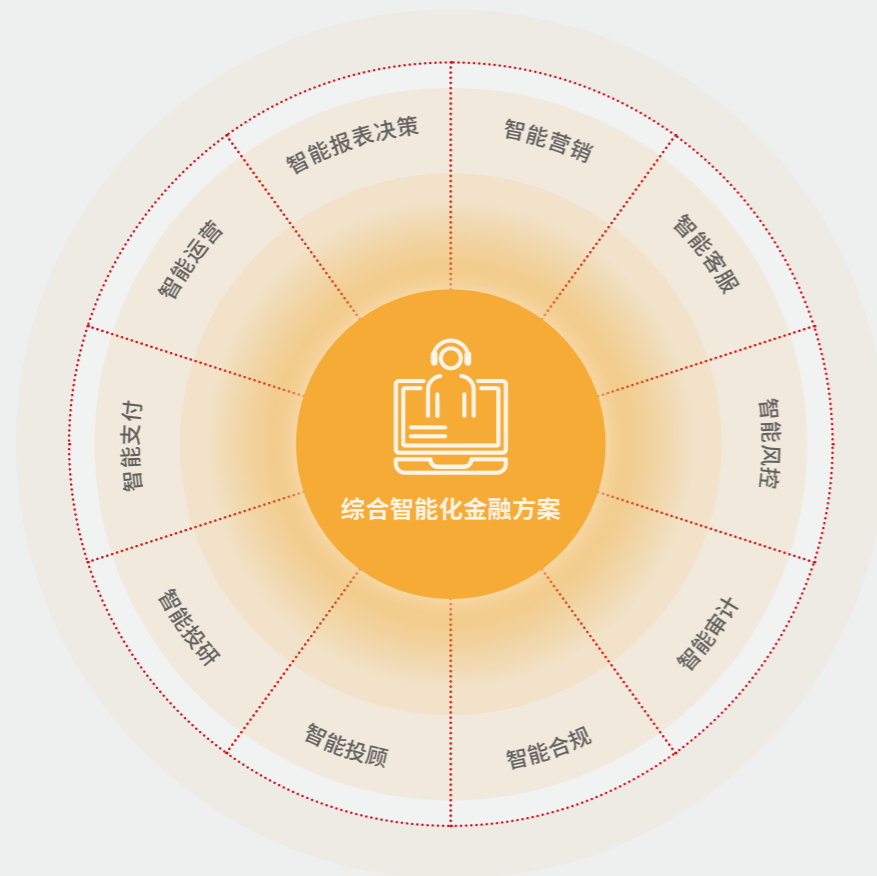 智能报表决策
智能营销
智能客服
智能风控
智能审计
智能合规
智能投顾
智能投研
智能支付
智能运营
综合智能化金融方案